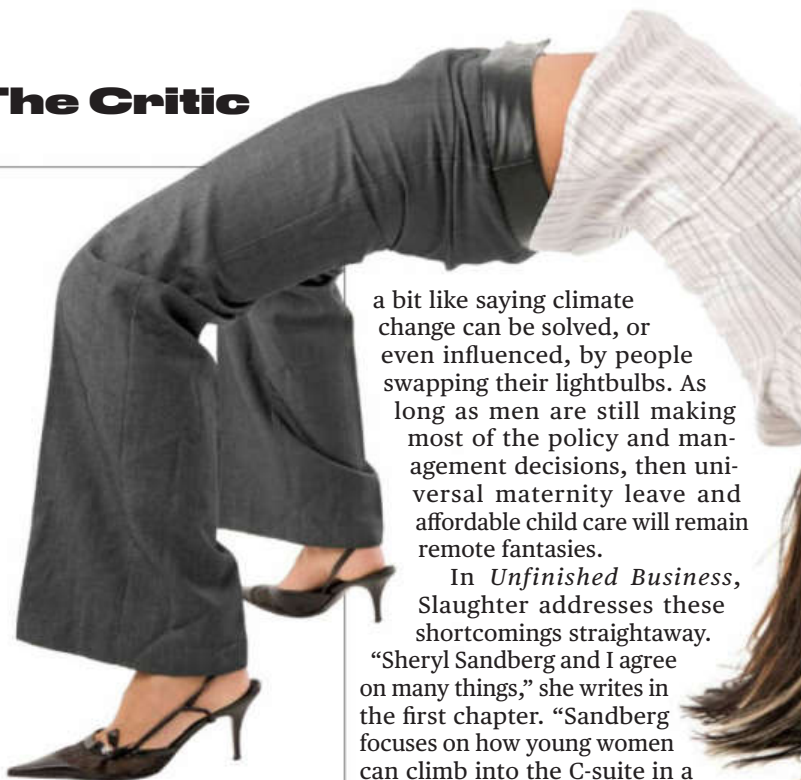 The Critic
a bit like saying climate
change can be solved, or
even influenced, by people
swapping their lightbulbs. As
long as men are still making
most of the policy and man-
agement decisions, then uni-
versal maternity leave and
affordable child care will remain
remote fantasies.
In Unfinished Business,
Slaughter addresses these
shortcomings straightaway.
“Sheryl Sandberg and I agree
on many things,” she writes in
the first chapter. “Sandberg
focuses on how young women
can climb into the C-suite in a